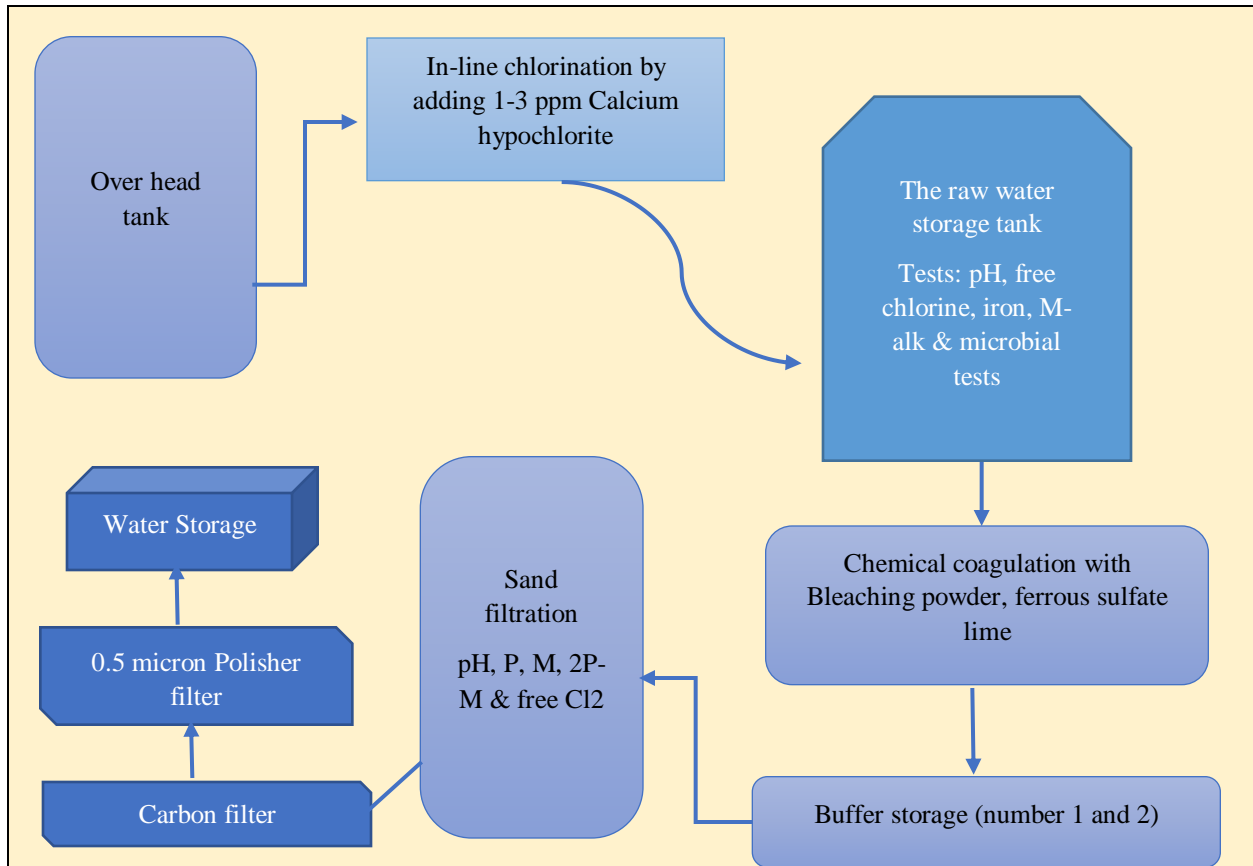 Over head
tank
In-line chlorination by
adding 1-3 ppm Calcium
hypochlorite
The raw water
storage tank
Tests: pH, free
chlorine, iron, M-
alk & microbial
tests
Chemical coagulation with
Bleaching powder, ferrous sulfate
lime
Buffer storage (number 1 and 2)
Sand
filtration
pH, P, M, 2P-
M & free Cl2
Carbon filter
0.5 micron Polisher
filter
Water Storage